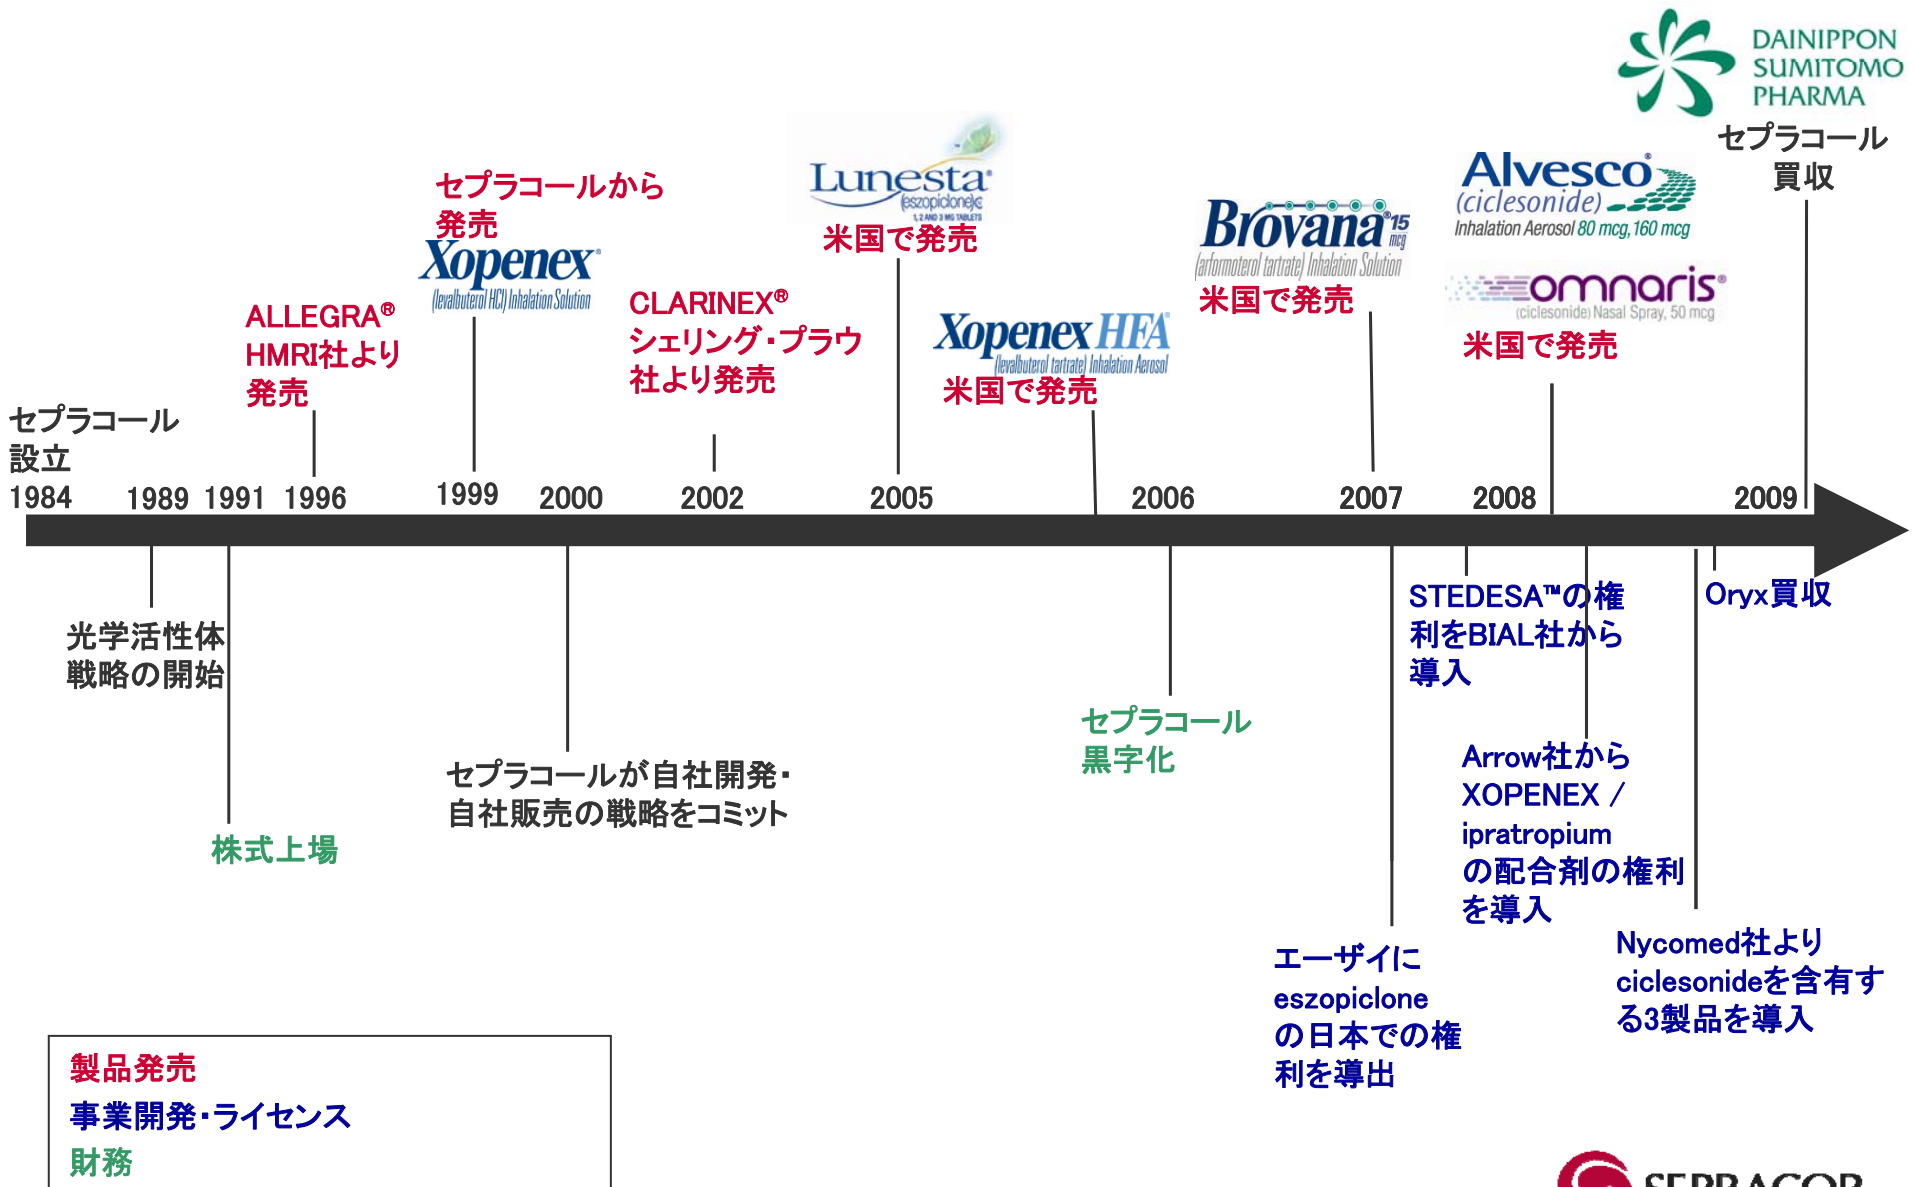 DAINIPPON
SUMITOMO
PHARMA
セプラコール
買収
Lunesta®
(eszopiclone)
1, 2 AND 3 MG TABLETS
米国で発売
セプラコールから
発売
Xopenex®
(levalbuterol HCl) Inhalation Solution
Alvesco®
(ciclesonide)
Inhalation Aerosol 80 mcg, 160 mcg
omnaris®
(ciclesonide) Nasal Spray, 50 mcg
米国で発売
Brovana®15
mcg
(arformoterol tartrate) Inhalation Solution
米国で発売
ALLEGRA®
HMRI社より
発売
CLARINEX®
シェリング・プラウ
社より発売
Xopenex HFA
(levalbuterol tartrate) Inhalation Aerosol
米国で発売
セプラコール
設立
1984 1989 1991 1996 1999 2000 2002 2005 2006 2007 2008 2009
光学活性体
戦略の開始
株式上場
セプラコールが自社開発・
自社販売の戦略をコミット
セプラコール
黒字化
エーザイに
eszopiclone
の日本での権
利を導出
STEDESA™の権
利をBIAL社から
導入
Arrow社から
XOPENEX /
ipratropium
の配合剤の権利
を導入
Nycomed社より
ciclesonideを含有す
る3製品を導入
Oryx買収
製品発売
事業開発・ライセンス
財務
SEPRACOR